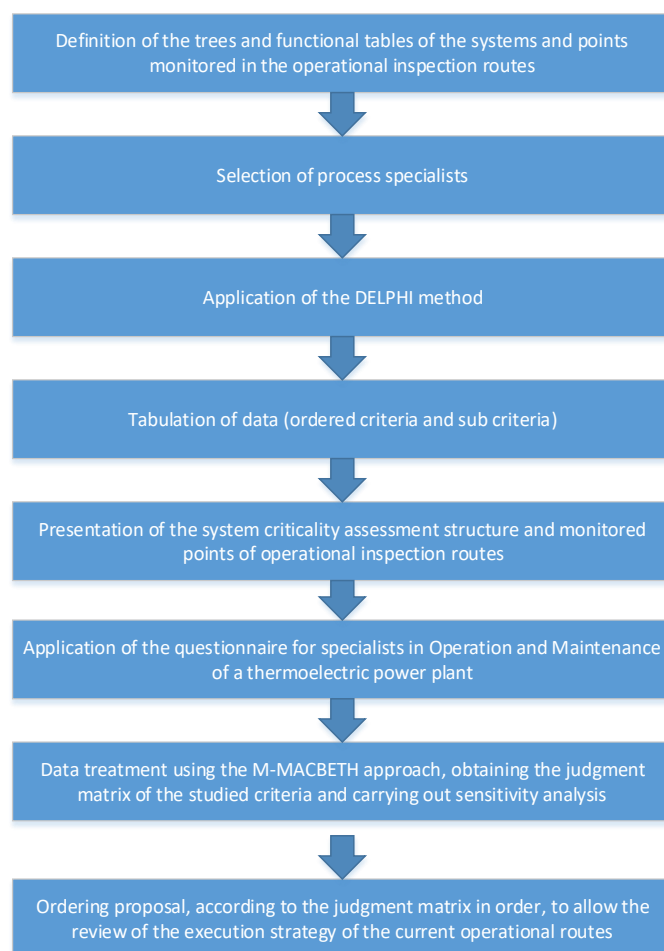 Definition of the trees and functional tables of the systems and points
monitored in the operational inspection routes
Selection of process specialists
Application of the DELPHI method
Tabulation of data (ordered criteria and sub criteria)
Presentation of the system criticality assessment structure and monitored
points of operational inspection routes
Application of the questionnaire for specialists in Operation and Maintenance
of a thermoelectric power plant
Data treatment using the M-MACBETH approach, obtaining the judgment
matrix of the studied criteria and carrying out sensitivity analysis
Ordering proposal, according to the judgment matrix in order, to allow the
review of the execution strategy of the current operational routes